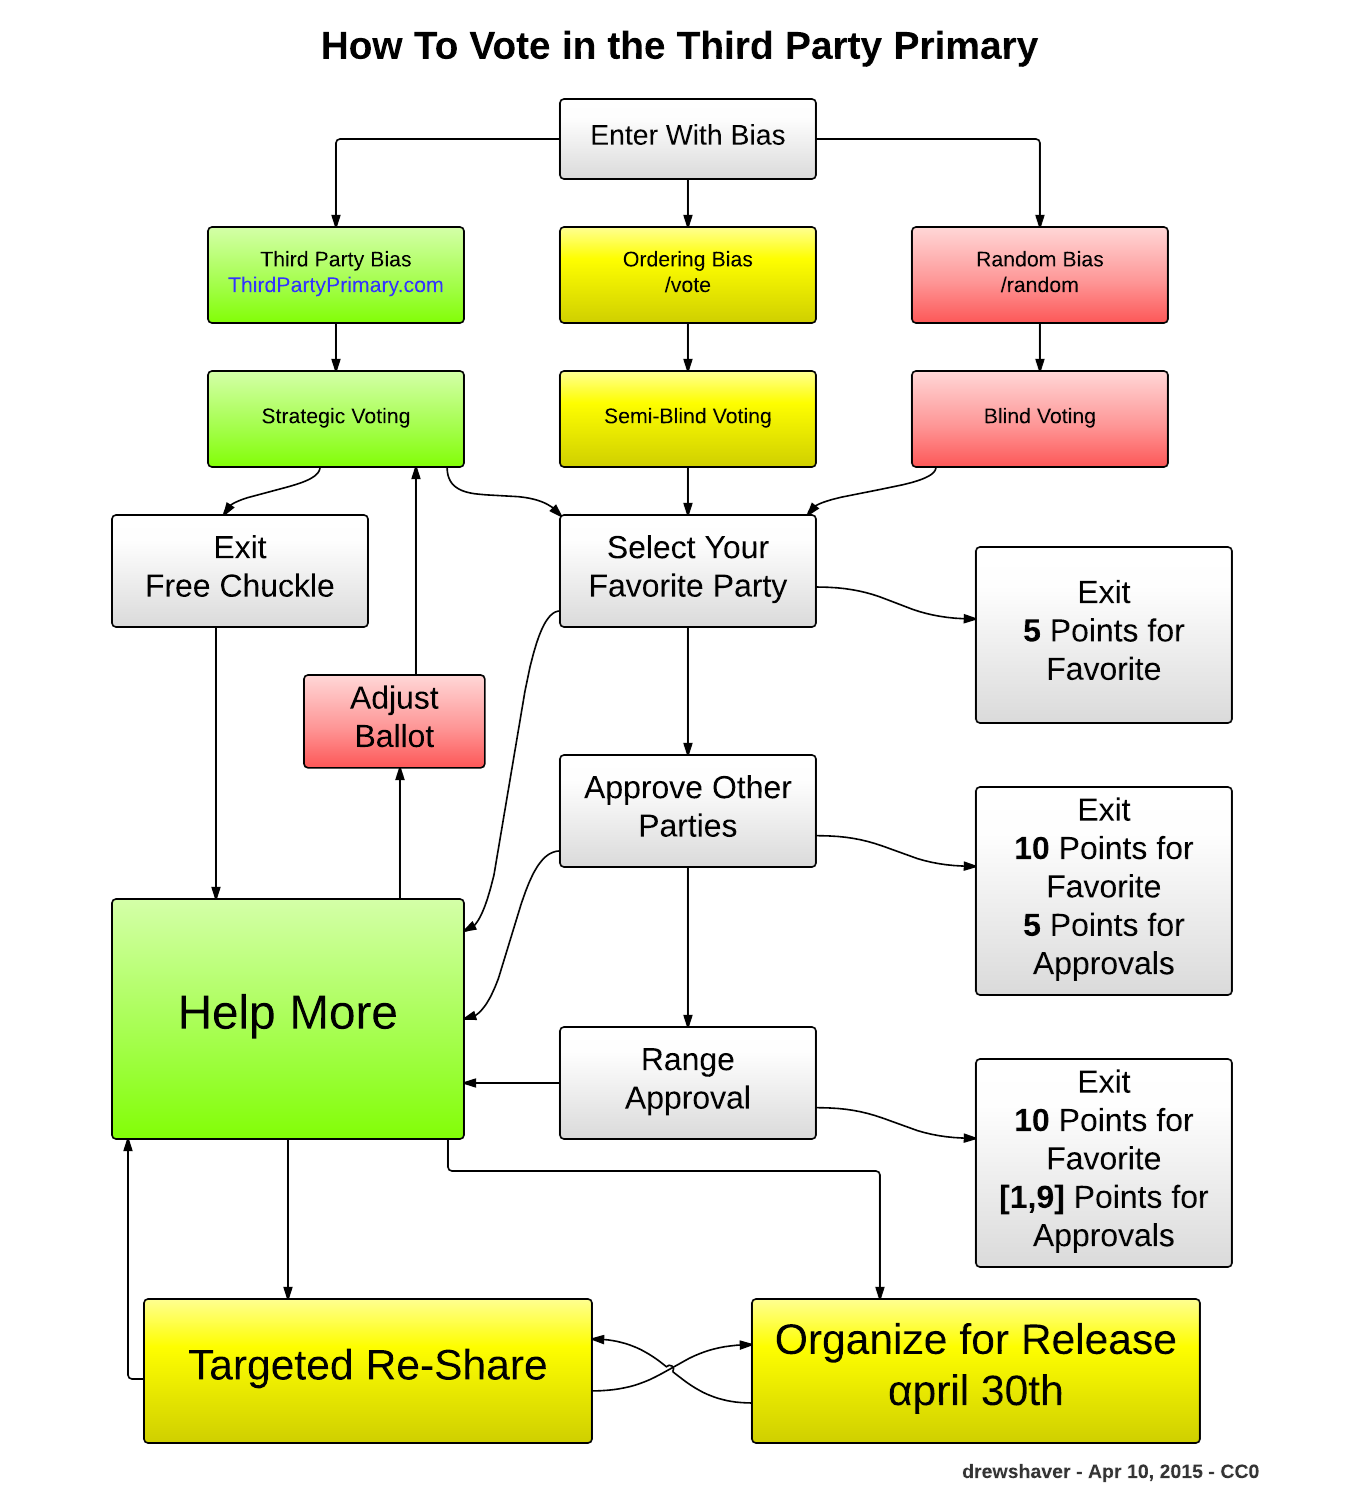 How To Vote in the Third Party Primary
Enter With Bias
Third Party Bias
ThirdPartyPrimary.com
Ordering Bias
/vote
Random Bias
/random
Strategic Voting
Semi-Blind Voting
Blind Voting
Exit
Free Chuckle
Select Your
Favorite Party
Exit
5 Points for
Favorite
Adjust
Ballot
Approve Other
Parties
Exit
10 Points for
Favorite
5 Points for
Approvals
Help More
Range
Approval
Exit
10 Points for
Favorite
[1,9] Points for
Approvals
Targeted Re-Share
Organize for Release
αpril 30th
drewshaver - Apr 10, 2015 - CC0